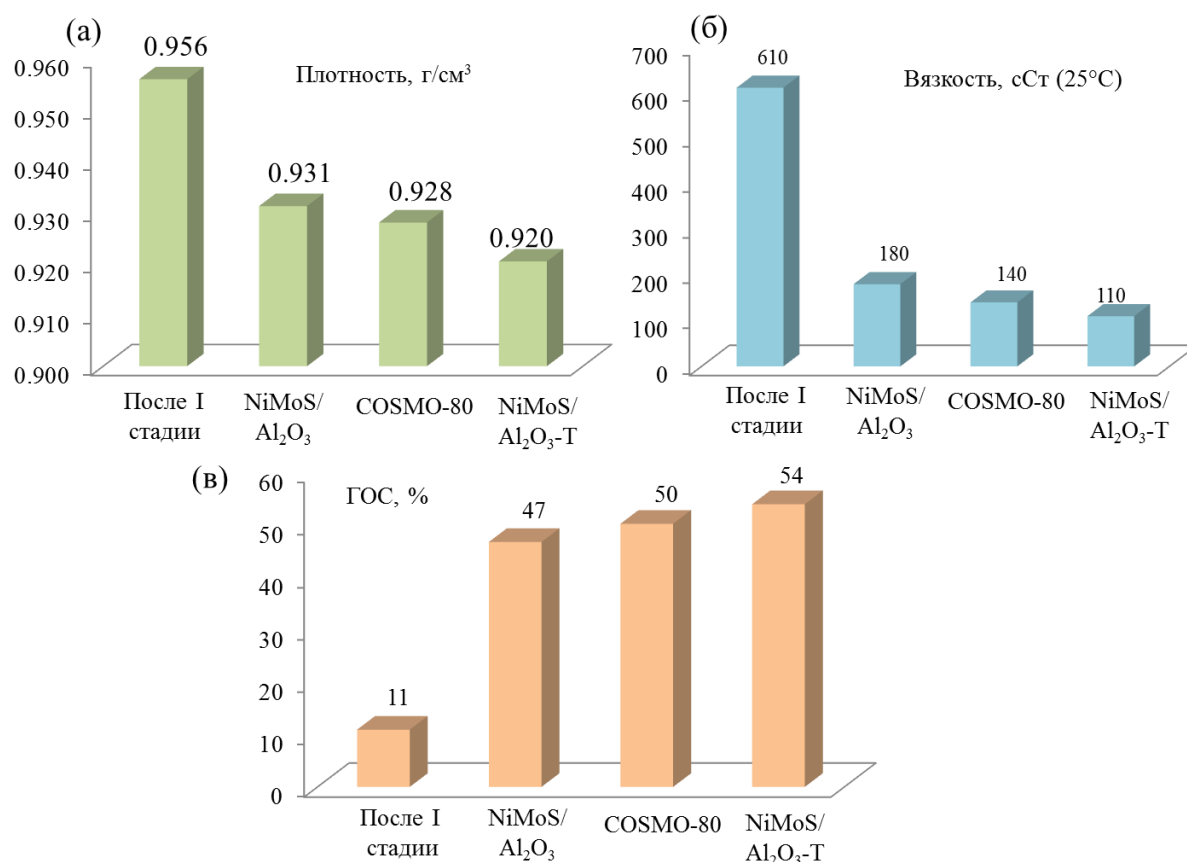 (а)
Плотность, г/см³
0.960
0.950
0.940
0.930
0.920
0.910
0.900
0.956
0.931
0.928
0.920
После I
стадии
NiMoS/
Al₂O₃
COSMO-80
NiMoS/
Al₂O₃-T
(б)
Вязкость, сСт (25°C)
700
600
500
400
300
200
100
0
610
180
140
110
После I
стадии
NiMoS/
Al₂O₃
COSMO-80
NiMoS/
Al₂O₃-T
(в)
ГОС, %
60
50
40
30
20
10
0
11
47
50
54
После I
стадии
NiMoS/
Al₂O₃
COSMO-80
NiMoS/
Al₂O₃-T